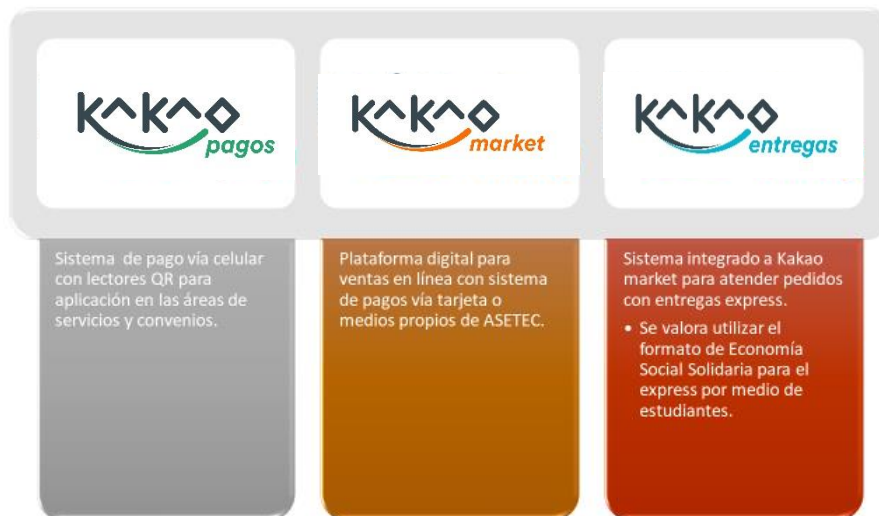 kakao
pagos
kakao
market
kakao
entregas
Sistema de pago vía celular
con lectores QR para
aplicación en las áreas de
servicios y convenios.
Plataforma digital para
ventas en línea con sistema
de pagos vía tarjeta o
medios propios de ASETEC.
Sistema integrado a Kakao
market para atender pedidos
con entregas express.
• Se valora utilizar el
formato de Economía
Social Solidaria para el
express por medio de
estudiantes.